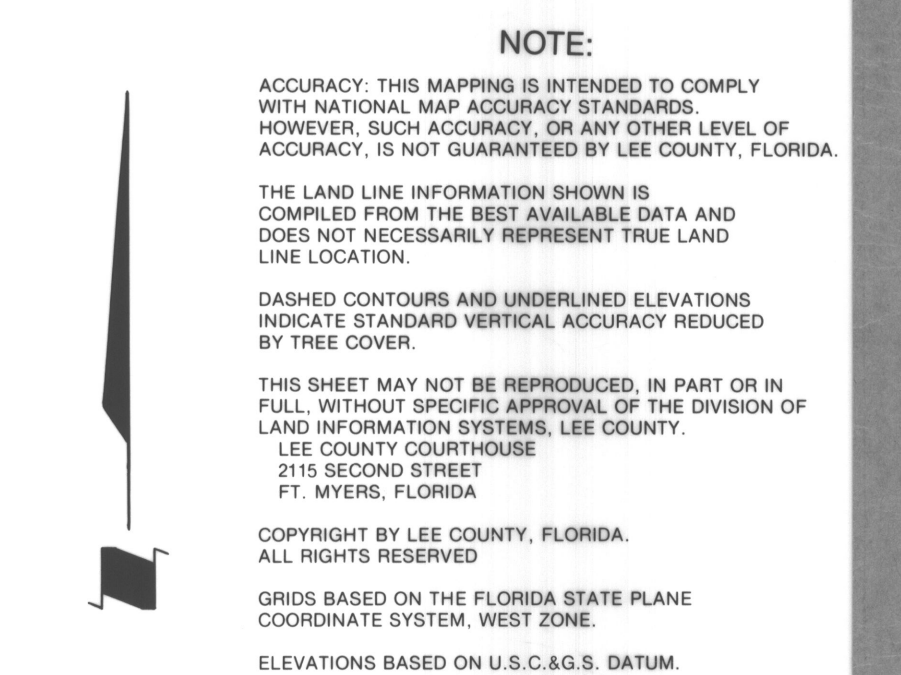 NOTE:
ACCURACY: THIS MAPPING IS INTENDED TO COMPLY
WITH NATIONAL MAP ACCURACY STANDARDS.
HOWEVER, SUCH ACCURACY, OR ANY OTHER LEVEL OF
ACCURACY, IS NOT GUARANTEED BY LEE COUNTY, FLORIDA.
THE LAND LINE INFORMATION SHOWN IS
COMPILED FROM THE BEST AVAILABLE DATA AND
DOES NOT NECESSARILY REPRESENT TRUE LAND
LINE LOCATION.
DASHED CONTOURS AND UNDERLINED ELEVATIONS
INDICATE STANDARD VERTICAL ACCURACY REDUCED
BY TREE COVER.
THIS SHEET MAY NOT BE REPRODUCED, IN PART OR IN
FULL, WITHOUT SPECIFIC APPROVAL OF THE DIVISION OF
LAND INFORMATION SYSTEMS, LEE COUNTY.
LEE COUNTY COURTHOUSE
2115 SECOND STREET
FT. MYERS, FLORIDA
COPYRIGHT BY LEE COUNTY, FLORIDA.
ALL RIGHTS RESERVED
GRIDS BASED ON THE FLORIDA STATE PLANE
COORDINATE SYSTEM, WEST ZONE.
ELEVATIONS BASED ON U.S.C.&G.S. DATUM.
N